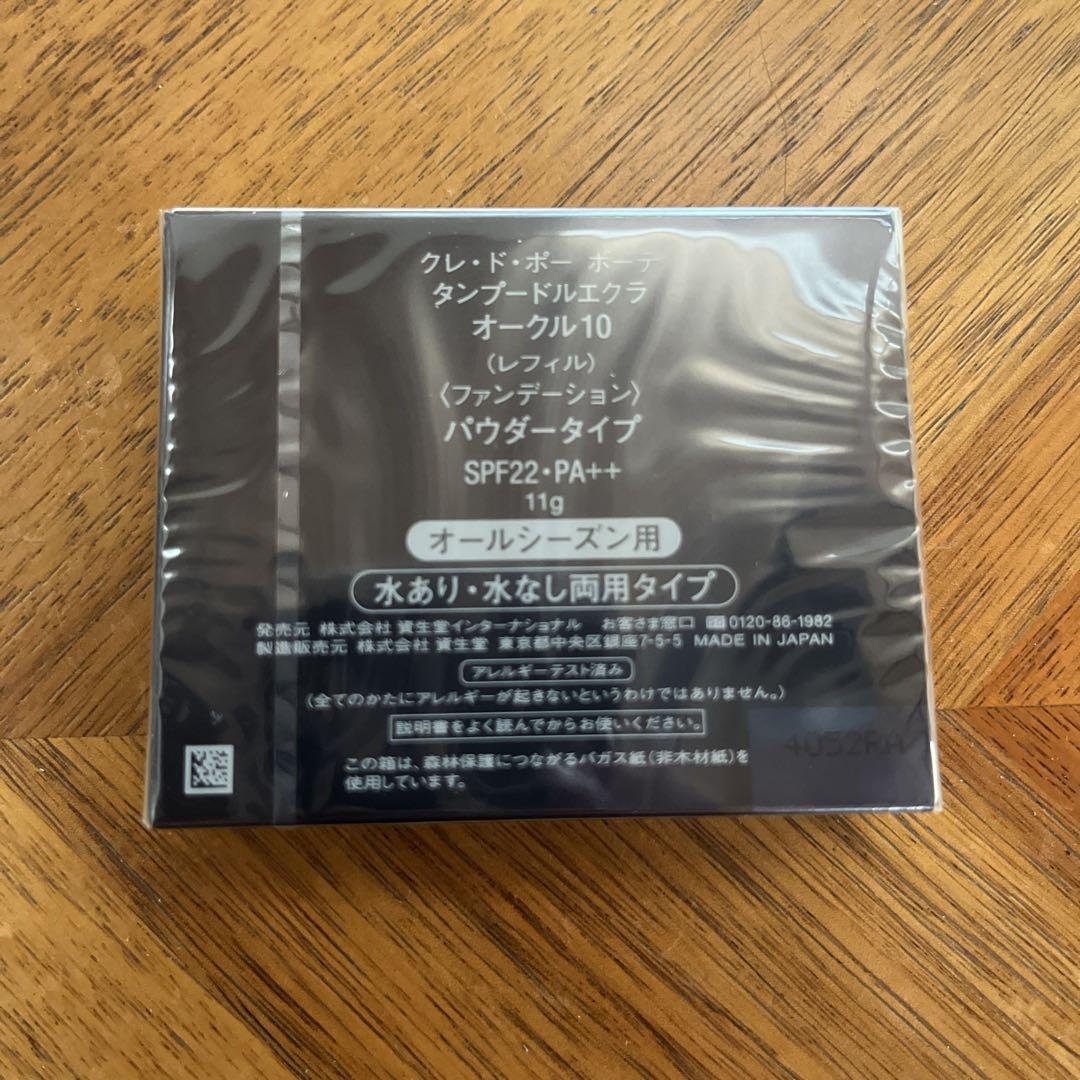 クレ・ド・ポー ボーテ
タンプードルエクラ
オークル10
（レフィル）
〈ファンデーション〉
パウダータイプ
SPF22・PA++
11g
オールシーズン用
水あり・水なし両用タイプ
発売元 株式会社 資生堂インターナショナル お客さま窓口 0120-86-1982
製造販売元 株式会社 資生堂 東京都中央区銀座7-5-5 MADE IN JAPAN
アレルギーテスト済み
（全てのかたにアレルギーが起きないというわけではありません。）
説明書をよく読んでからお使いください。
この箱は、森林保護につながるバガス紙（非木材紙）を
使用しています。
4052RA